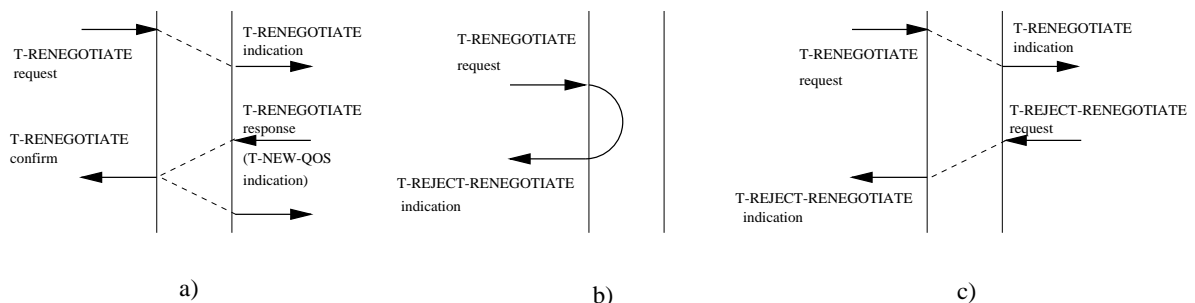 T-RENEGOTIATE
request
T-RENEGOTIATE
indication
T-RENEGOTIATE
response
(T-NEW-QOS
indication)
T-RENEGOTIATE
confirm
a)
T-RENEGOTIATE
request
T-REJECT-RENEGOTIATE
indication
b)
T-RENEGOTIATE
request
T-RENEGOTIATE
indication
T-REJECT-RENEGOTIATE
request
T-REJECT-RENEGOTIATE
indication
c)